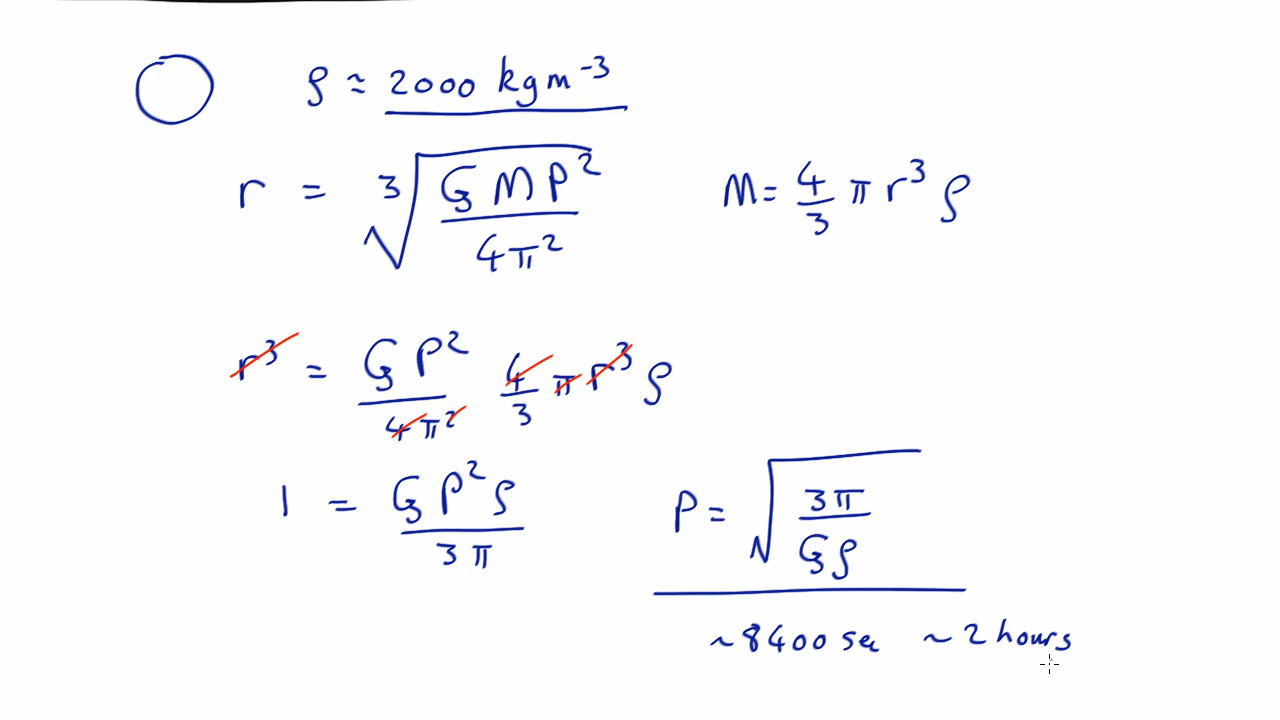 ρ ≈ 2000 kgm⁻³
r = ∛(GMP² / 4π²) M = 4/3 π r³ ρ
r³ = GP² / 4π² 4/3 π r³ ρ
1 = GP²ρ / 3π P = √(3π / Gρ)
~8400 sec ~2 hours